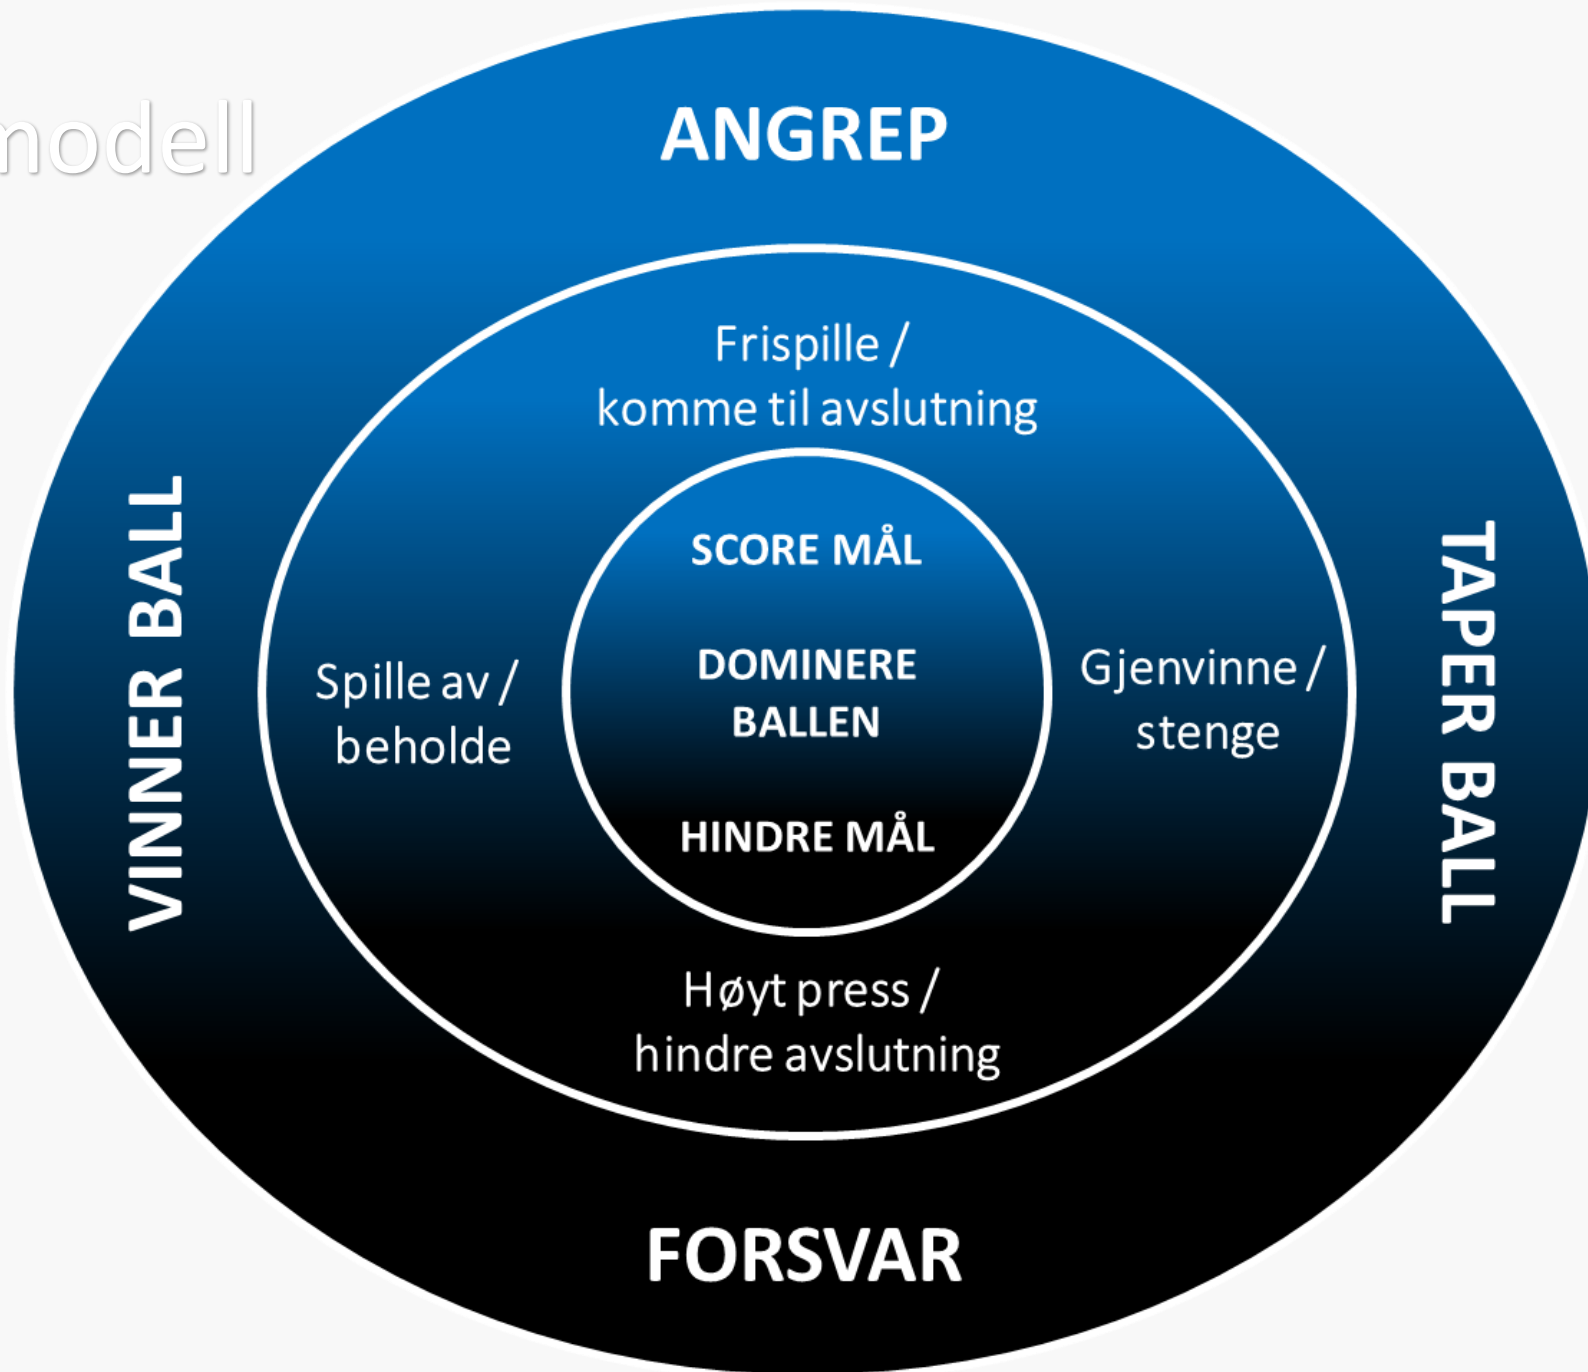 modell
ANGREP
Frispille /
komme til avslutning
VINNER BALL
Spille av /
beholde
SCORE MÅL
DOMINERE
BALLEN
HINDRE MÅL
Gjenvinne /
stenge
TAPER BALL
Høyt press /
hindre avslutning
FORSVAR